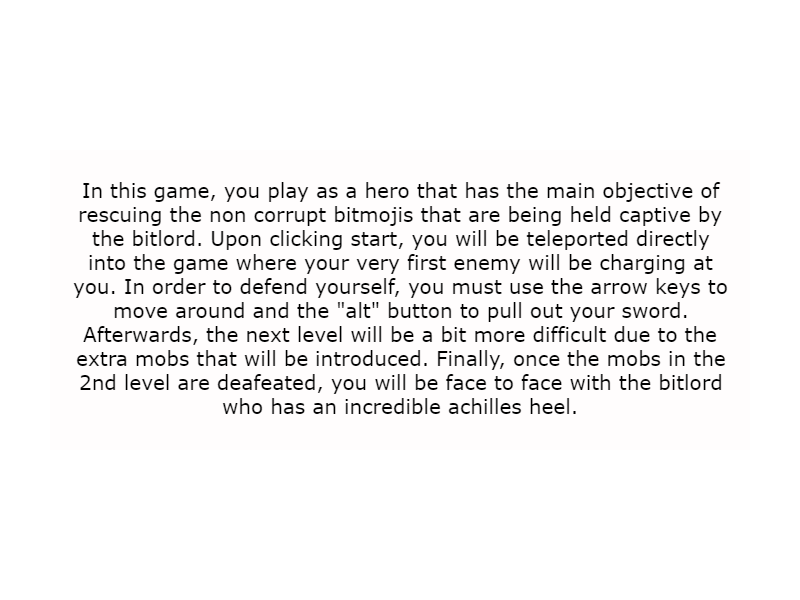 In this game, you play as a hero that has the main objective of
rescuing the non corrupt bitmojis that are being held captive by
the bitlord. Upon clicking start, you will be teleported directly
into the game where your very first enemy will be charging at
you. In order to defend yourself, you must use the arrow keys to
move around and the "alt" button to pull out your sword.
Afterwards, the next level will be a bit more difficult due to the
extra mobs that will be introduced. Finally, once the mobs in the
2nd level are deafeated, you will be face to face with the bitlord
who has an incredible achilles heel.